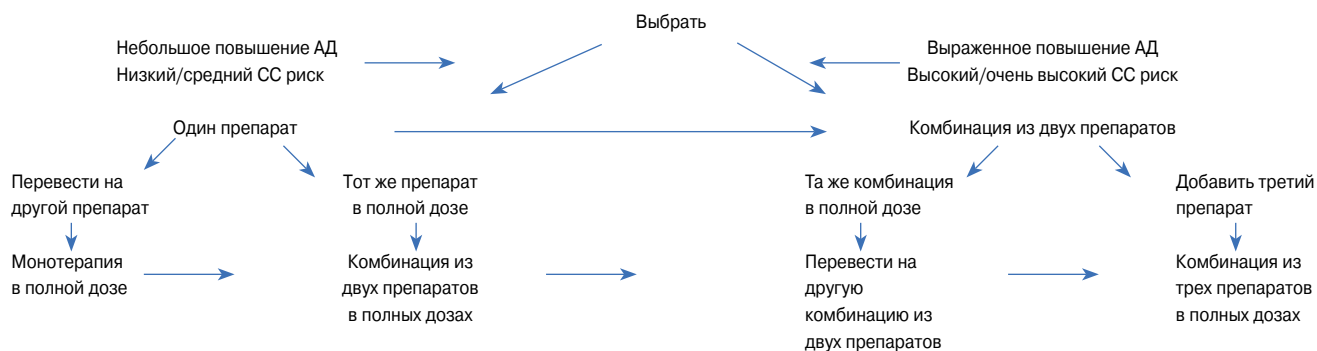 Выбрать
Небольшое повышение АД
Низкий/средний СС риск
Выраженное повышение АД
Высокий/очень высокий СС риск
Один препарат
Комбинация из двух препаратов
Перевести на
другой препарат
Тот же препарат
в полной дозе
Та же комбинация
в полной дозе
Добавить третий
препарат
Монотерапия
в полной дозе
Комбинация из
двух препаратов
в полных дозах
Перевести на
другую
комбинацию из
двух препаратов
Комбинация из
трех препаратов
в полных дозах